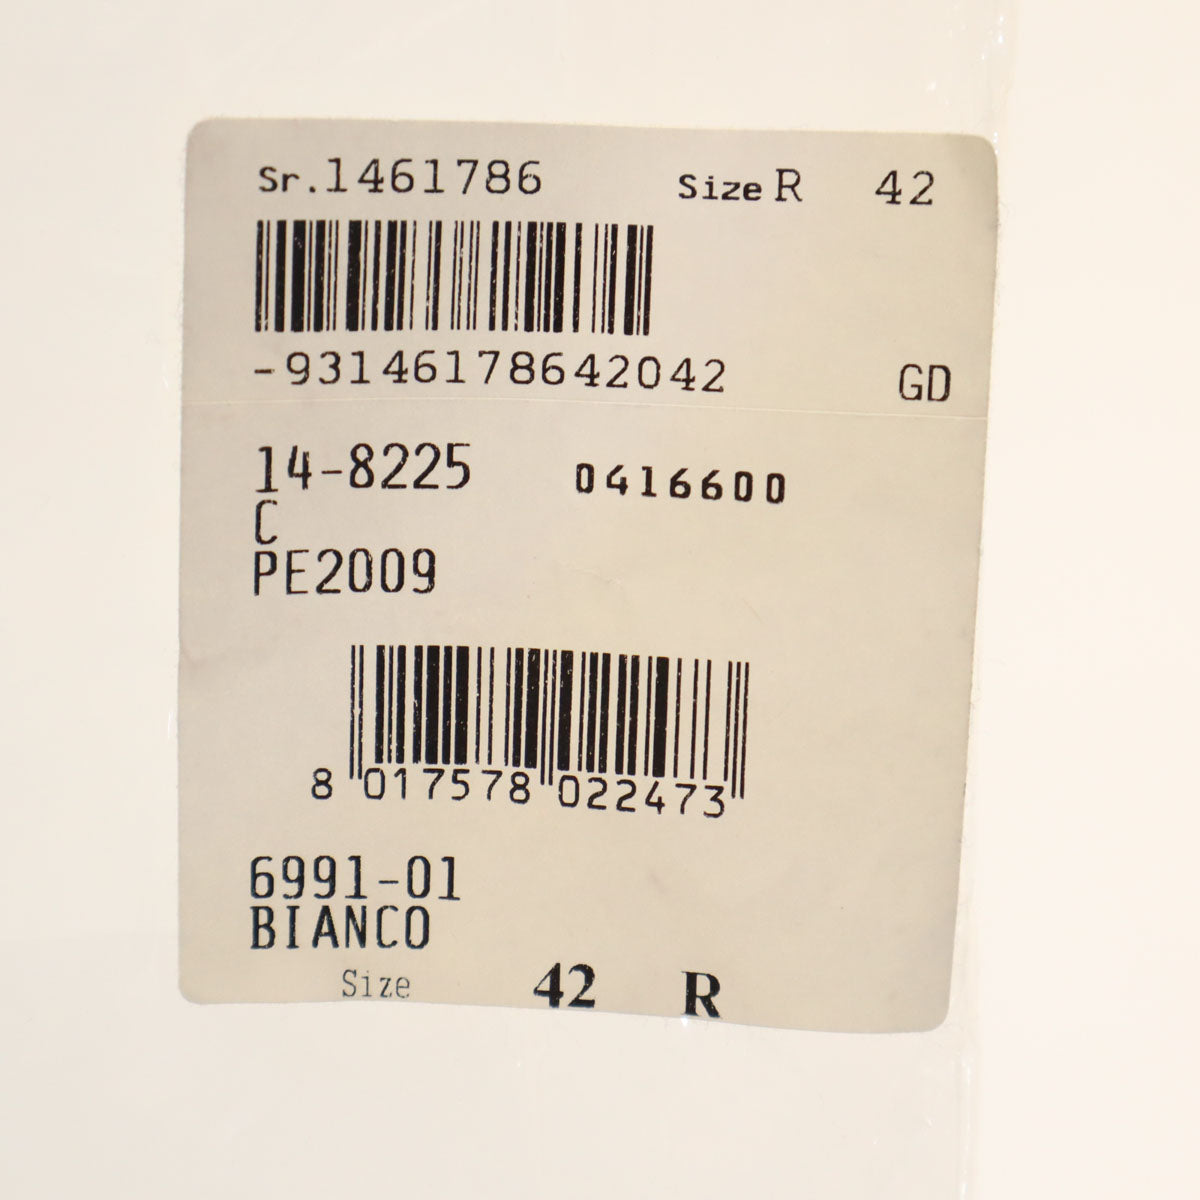 Sr.1461786 Size R 42
-93146178642042 GD
14-8225 0416600
C
PE2009
8 017578 022473
6991-01
BIANCO
Size 42 R